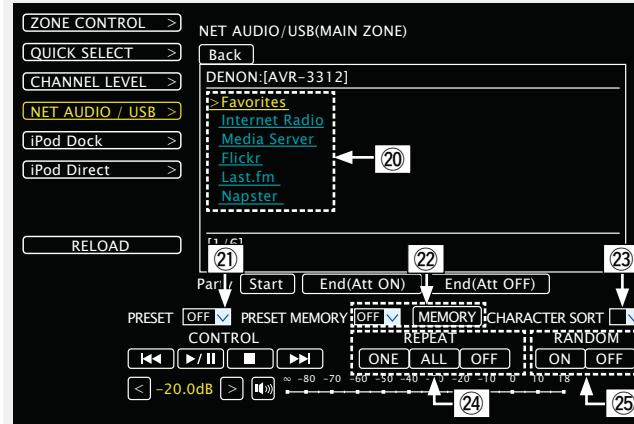 ZONE CONTROL >
NET AUDIO/USB(MAIN ZONE)
QUICK SELECT >
Back
CHANNEL LEVEL >
DENON:[AVR-3312]
NET AUDIO / USB >
>Favorites
Internet Radio
iPod Dock >
Media Server
Flickr
⑳
iPod Direct >
Last.fm
Napster
RELOAD
[1/6]
㉑ ㉒ ㉓
Party Start End(Att ON) End(Att OFF)
PRESET OFF PRESET MEMORY OFF MEMORY CHARACTER SORT
CONTROL REPEAT RANDOM
ONE ALL OFF ON OFF
< -20.0dB > ∞ -80 -70 -60 -50 -40 -30 -20 -10 0 10 18
㉔ ㉕